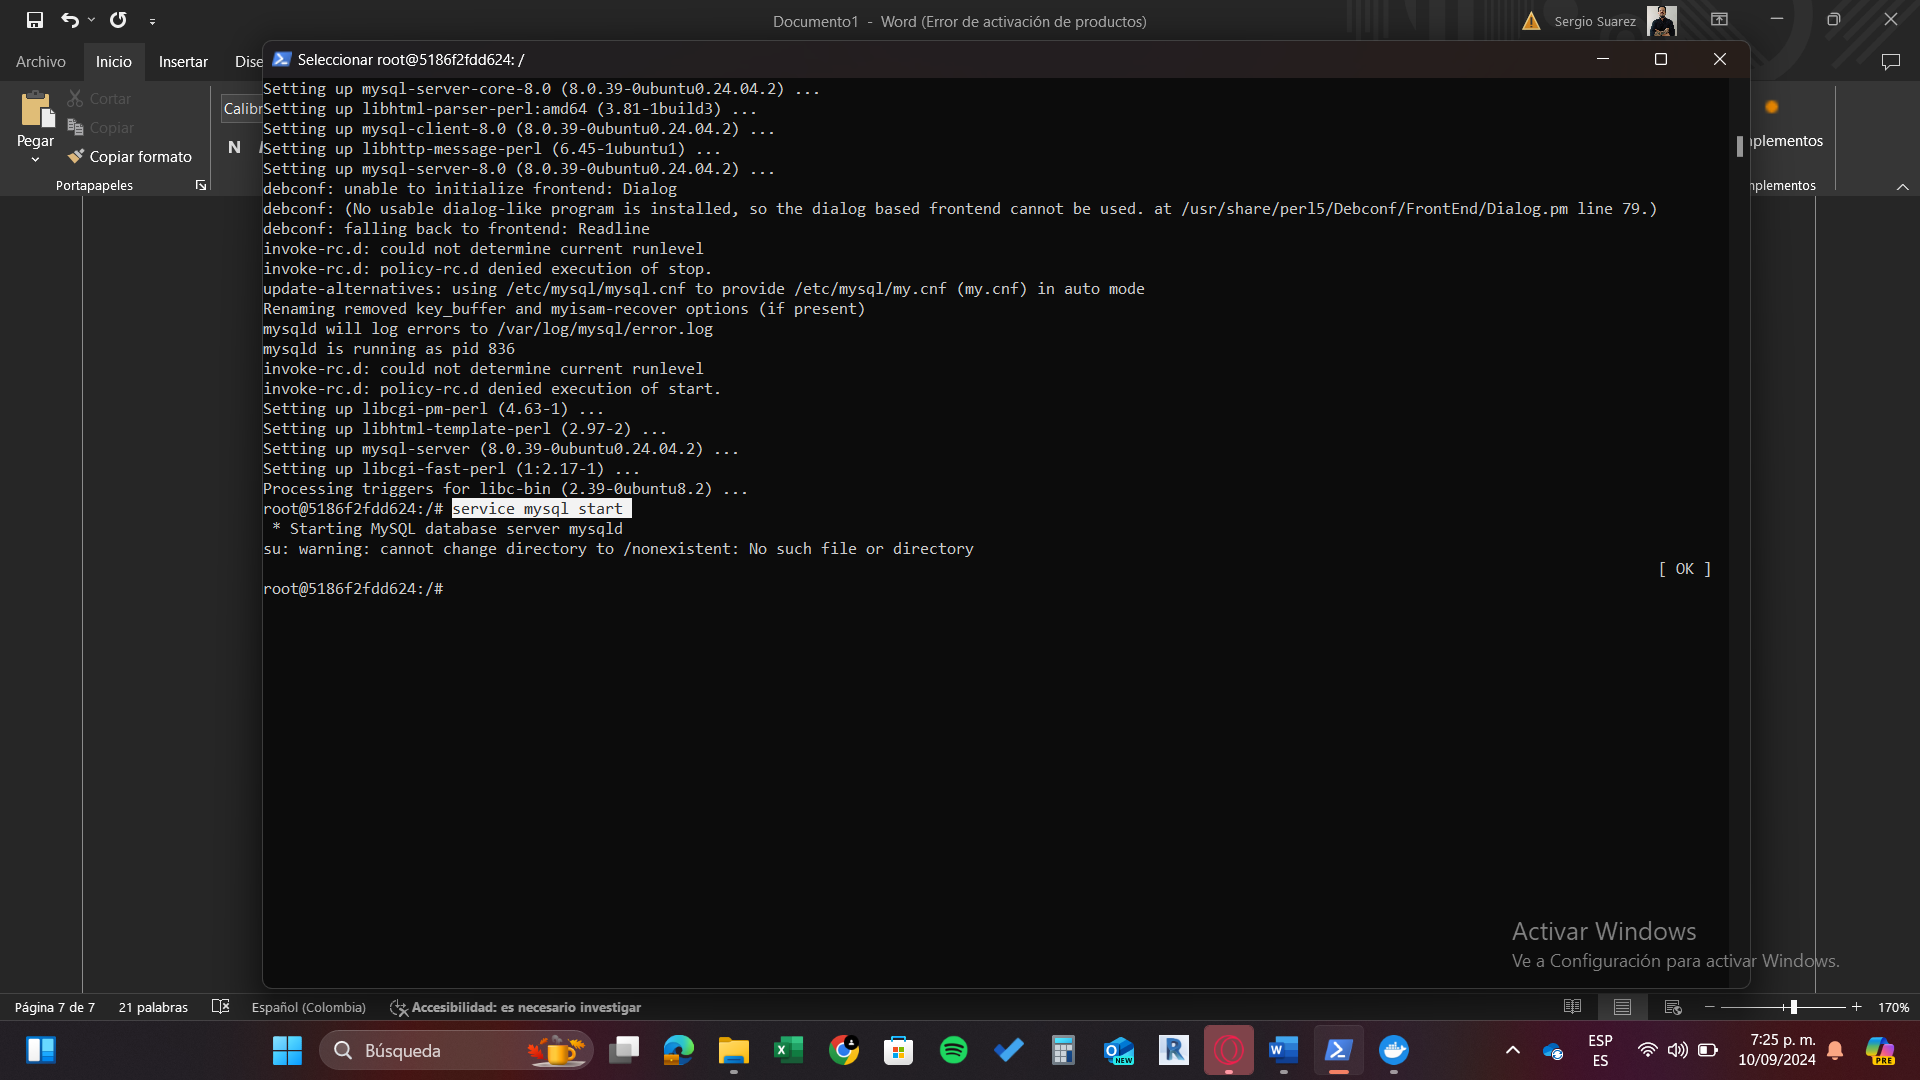 Documento1 - Word (Error de activación de productos)
Sergio Suarez
Archivo
Inicio
Insertar
Dise
Seleccionar root@5186f2fdd624: /
Pegar
Cortar
Copiar
Copiar formato
Portapapeles
Calibr
N
plementos
mplementos
Setting up mysql-server-core-8.0 (8.0.39-0ubuntu0.24.04.2) ...
Setting up libhtml-parser-perl:amd64 (3.81-1build3) ...
Setting up mysql-client-8.0 (8.0.39-0ubuntu0.24.04.2) ...
Setting up libhttp-message-perl (6.45-1ubuntu1) ...
Setting up mysql-server-8.0 (8.0.39-0ubuntu0.24.04.2) ...
debconf: unable to initialize frontend: Dialog
debconf: (No usable dialog-like program is installed, so the dialog based frontend cannot be used. at /usr/share/perl5/Debconf/FrontEnd/Dialog.pm line 79.)
debconf: falling back to frontend: Readline
invoke-rc.d: could not determine current runlevel
invoke-rc.d: policy-rc.d denied execution of stop.
update-alternatives: using /etc/mysql/mysql.cnf to provide /etc/mysql/my.cnf (my.cnf) in auto mode
Renaming removed key_buffer and myisam-recover options (if present)
mysqld will log errors to /var/log/mysql/error.log
mysqld is running as pid 836
invoke-rc.d: could not determine current runlevel
invoke-rc.d: policy-rc.d denied execution of start.
Setting up libcgi-pm-perl (4.63-1) ...
Setting up libhtml-template-perl (2.97-2) ...
Setting up mysql-server (8.0.39-0ubuntu0.24.04.2) ...
Setting up libcgi-fast-perl (1:2.17-1) ...
Processing triggers for libc-bin (2.39-0ubuntu8.2) ...
root@5186f2fdd624:/# service mysql start
 * Starting MySQL database server mysqld
su: warning: cannot change directory to /nonexistent: No such file or directory
[ OK ]
root@5186f2fdd624:/#
Activar Windows
Ve a Configuración para activar Windows.
Página 7 de 7
21 palabras
Español (Colombia)
Accesibilidad: es necesario investigar
170%
Búsqueda
NEW
ESP
ES
7:25 p. m.
10/09/2024
PRE